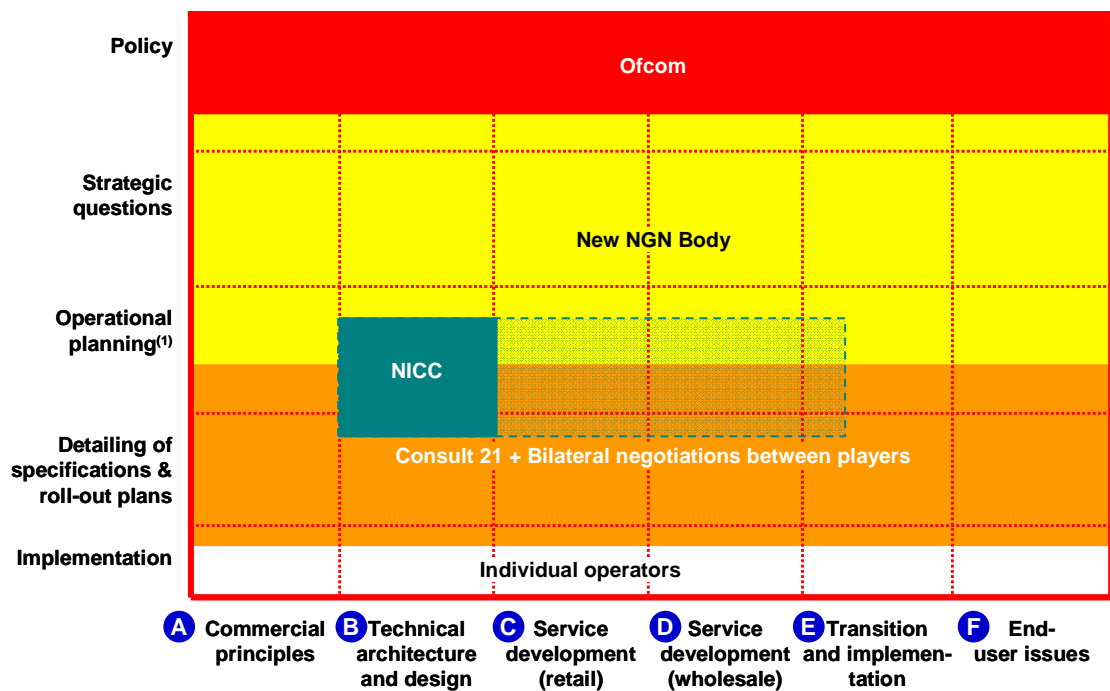 Policy
Ofcom
Strategic
questions
New NGN Body
Operational
planning(1)
NICC
Detailing of
specifications &
roll-out plans
Consult 21 + Bilateral negotiations between players
Implementation
Individual operators
A Commercial
principles
B Technical
architecture
and design
C Service
development
(retail)
D Service
development
(wholesale)
E Transition
and implemen-
tation
F End-
user issues